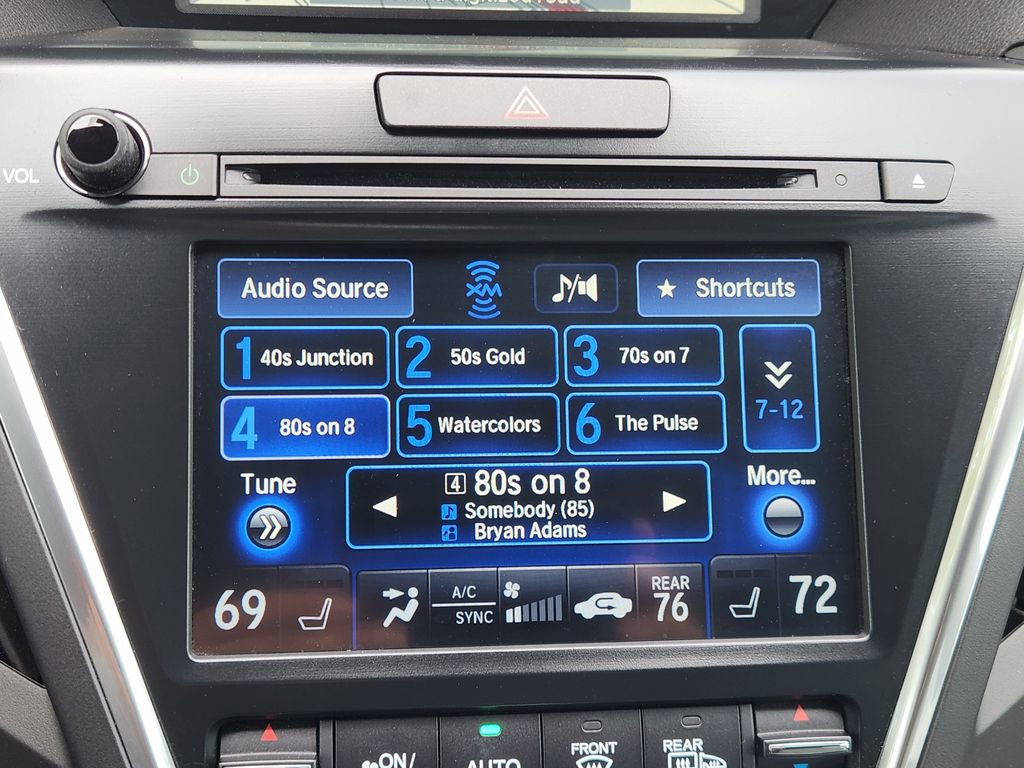 VOL
Audio Source
XM
Shortcuts
1 40s Junction
2 50s Gold
3 70s on 7
7-12
4 80s on 8
5 Watercolors
6 The Pulse
Tune
4 80s on 8
Somebody (85)
Bryan Adams
More...
69
A/C
SYNC
REAR
76
72
ON/
AUTO
FRONT
REAR